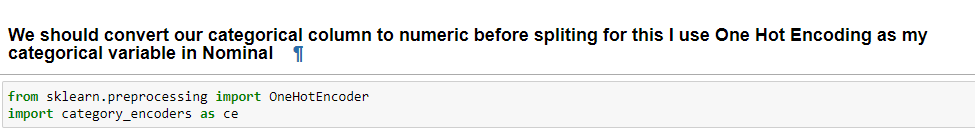 We should convert our categorical column to numeric before spliting for this I use One Hot Encoding as my
categorical variable in Nominal ¶
from sklearn.preprocessing import OneHotEncoder
import category_encoders as ce